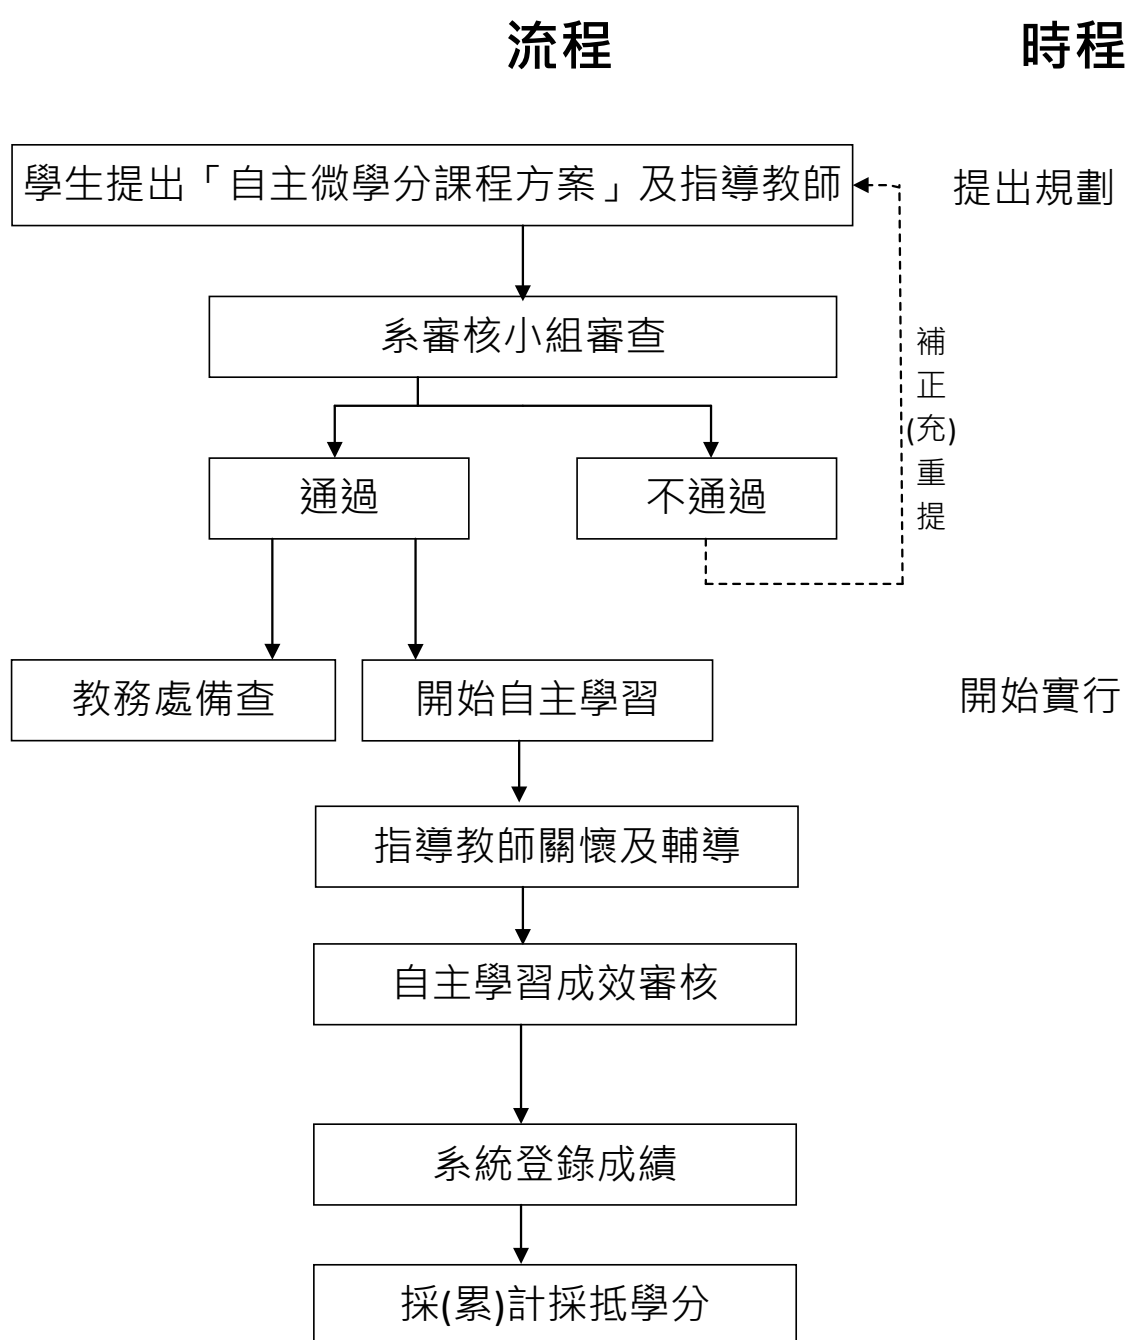 流程 時程
學生提出「自主微學分課程方案」及指導教師 提出規劃
系審核小組審查
補
正
(充)
重
提
通過 不通過
教務處備查 開始自主學習 開始實行
指導教師關懷及輔導
自主學習成效審核
系統登錄成績
採(累)計採抵學分